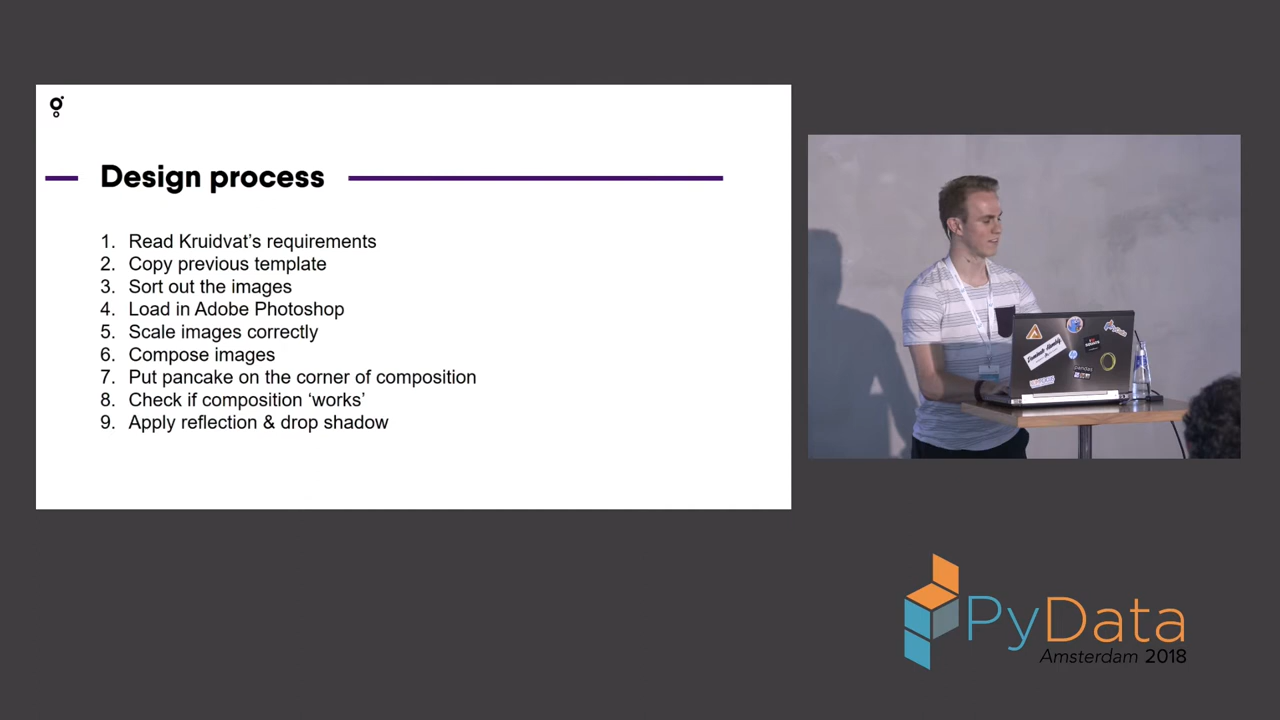 Design process
1. Read Kruidvat's requirements
2. Copy previous template
3. Sort out the images
4. Load in Adobe Photoshop
5. Scale images correctly
6. Compose images
7. Put pancake on the corner of composition
8. Check if composition ‘works’
9. Apply reflection & drop shadow
PyData
Amsterdam 2018